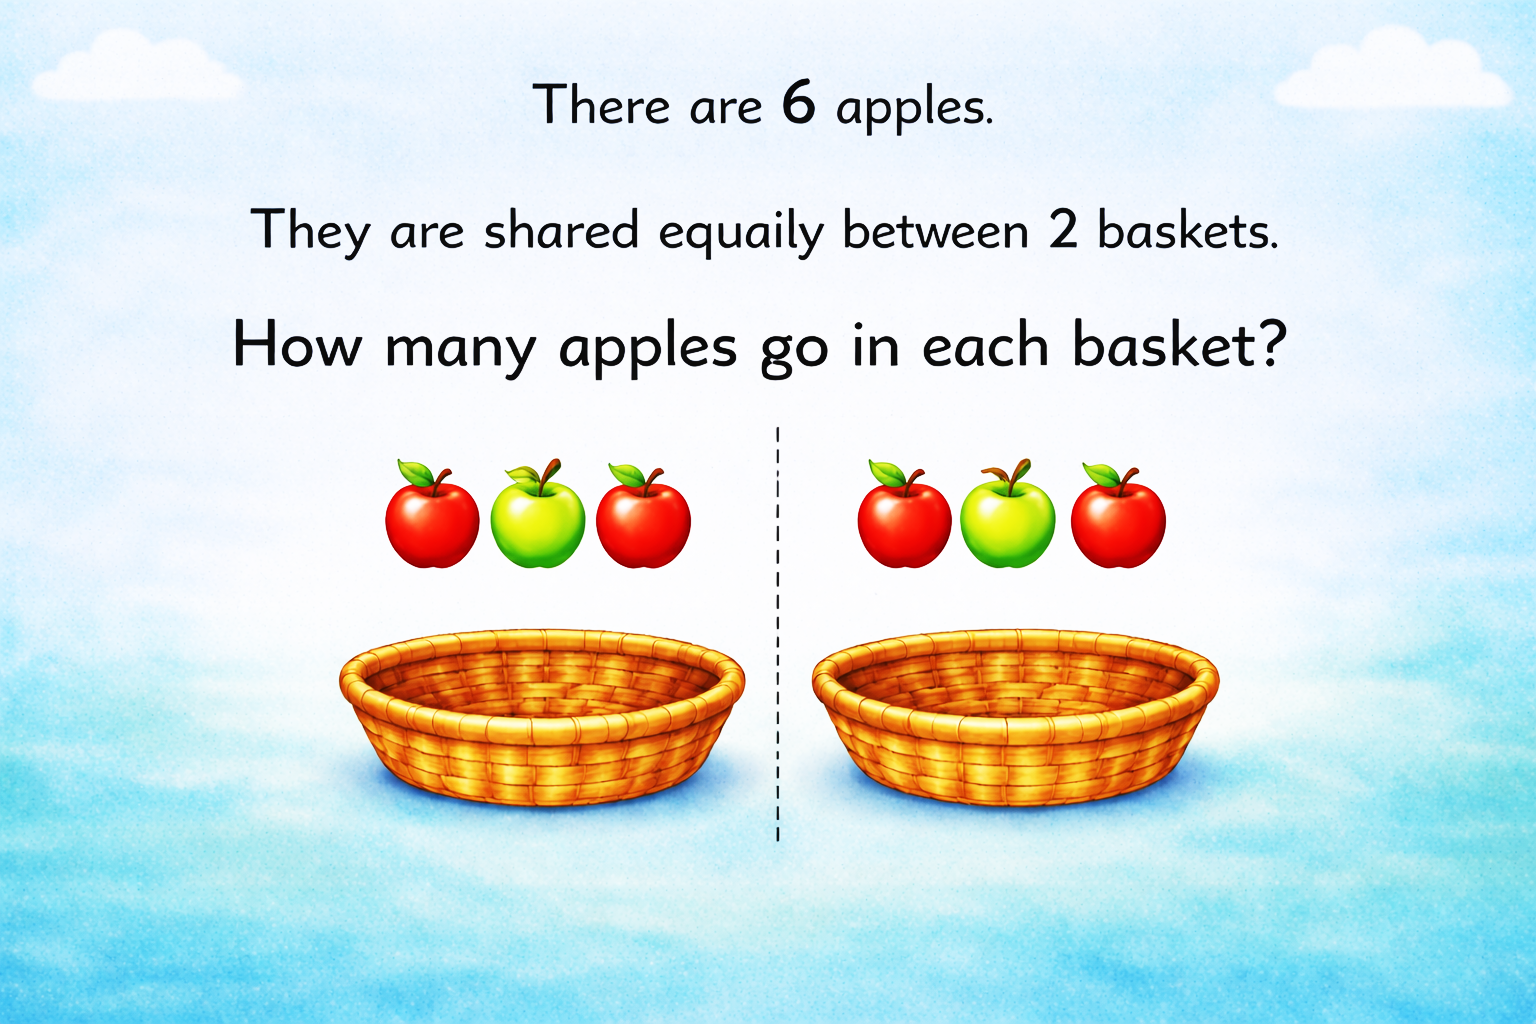 There are 6 apples.
They are shared equaily between 2 baskets.
How many apples go in each basket?